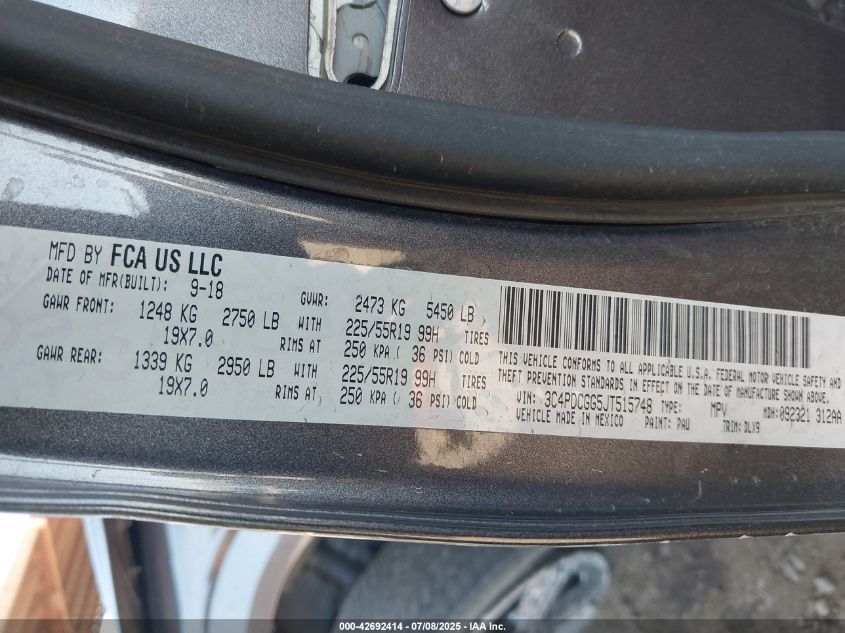 MFD BY FCA US LLC
DATE OF MFR(BUILT): 9-18 GVWR: 2473 KG 5450 LB
GAWR FRONT: 1248 KG 2750 LB WITH 225/55R19 99H TIRES
19X7.0 RIMS AT 250 KPA ( 36 PSI) COLD
GAWR REAR: 1339 KG 2950 LB WITH 225/55R19 99H TIRES
19X7.0 RIMS AT 250 KPA ( 36 PSI) COLD
THIS VEHICLE CONFORMS TO ALL APPLICABLE U.S.A. FEDERAL MOTOR VEHICLE SAFETY AND
THEFT PREVENTION STANDARDS IN EFFECT ON THE DATE OF MANUFACTURE SHOWN ABOVE.
VIN: 3C4PDCGG5JT515748 TYPE: MPV MDH: 092321 312AA
VEHICLE MADE IN MEXICO PAINT: PAU TRIM: DLX9
000-42692414 - 07/08/2025 - IAA Inc.